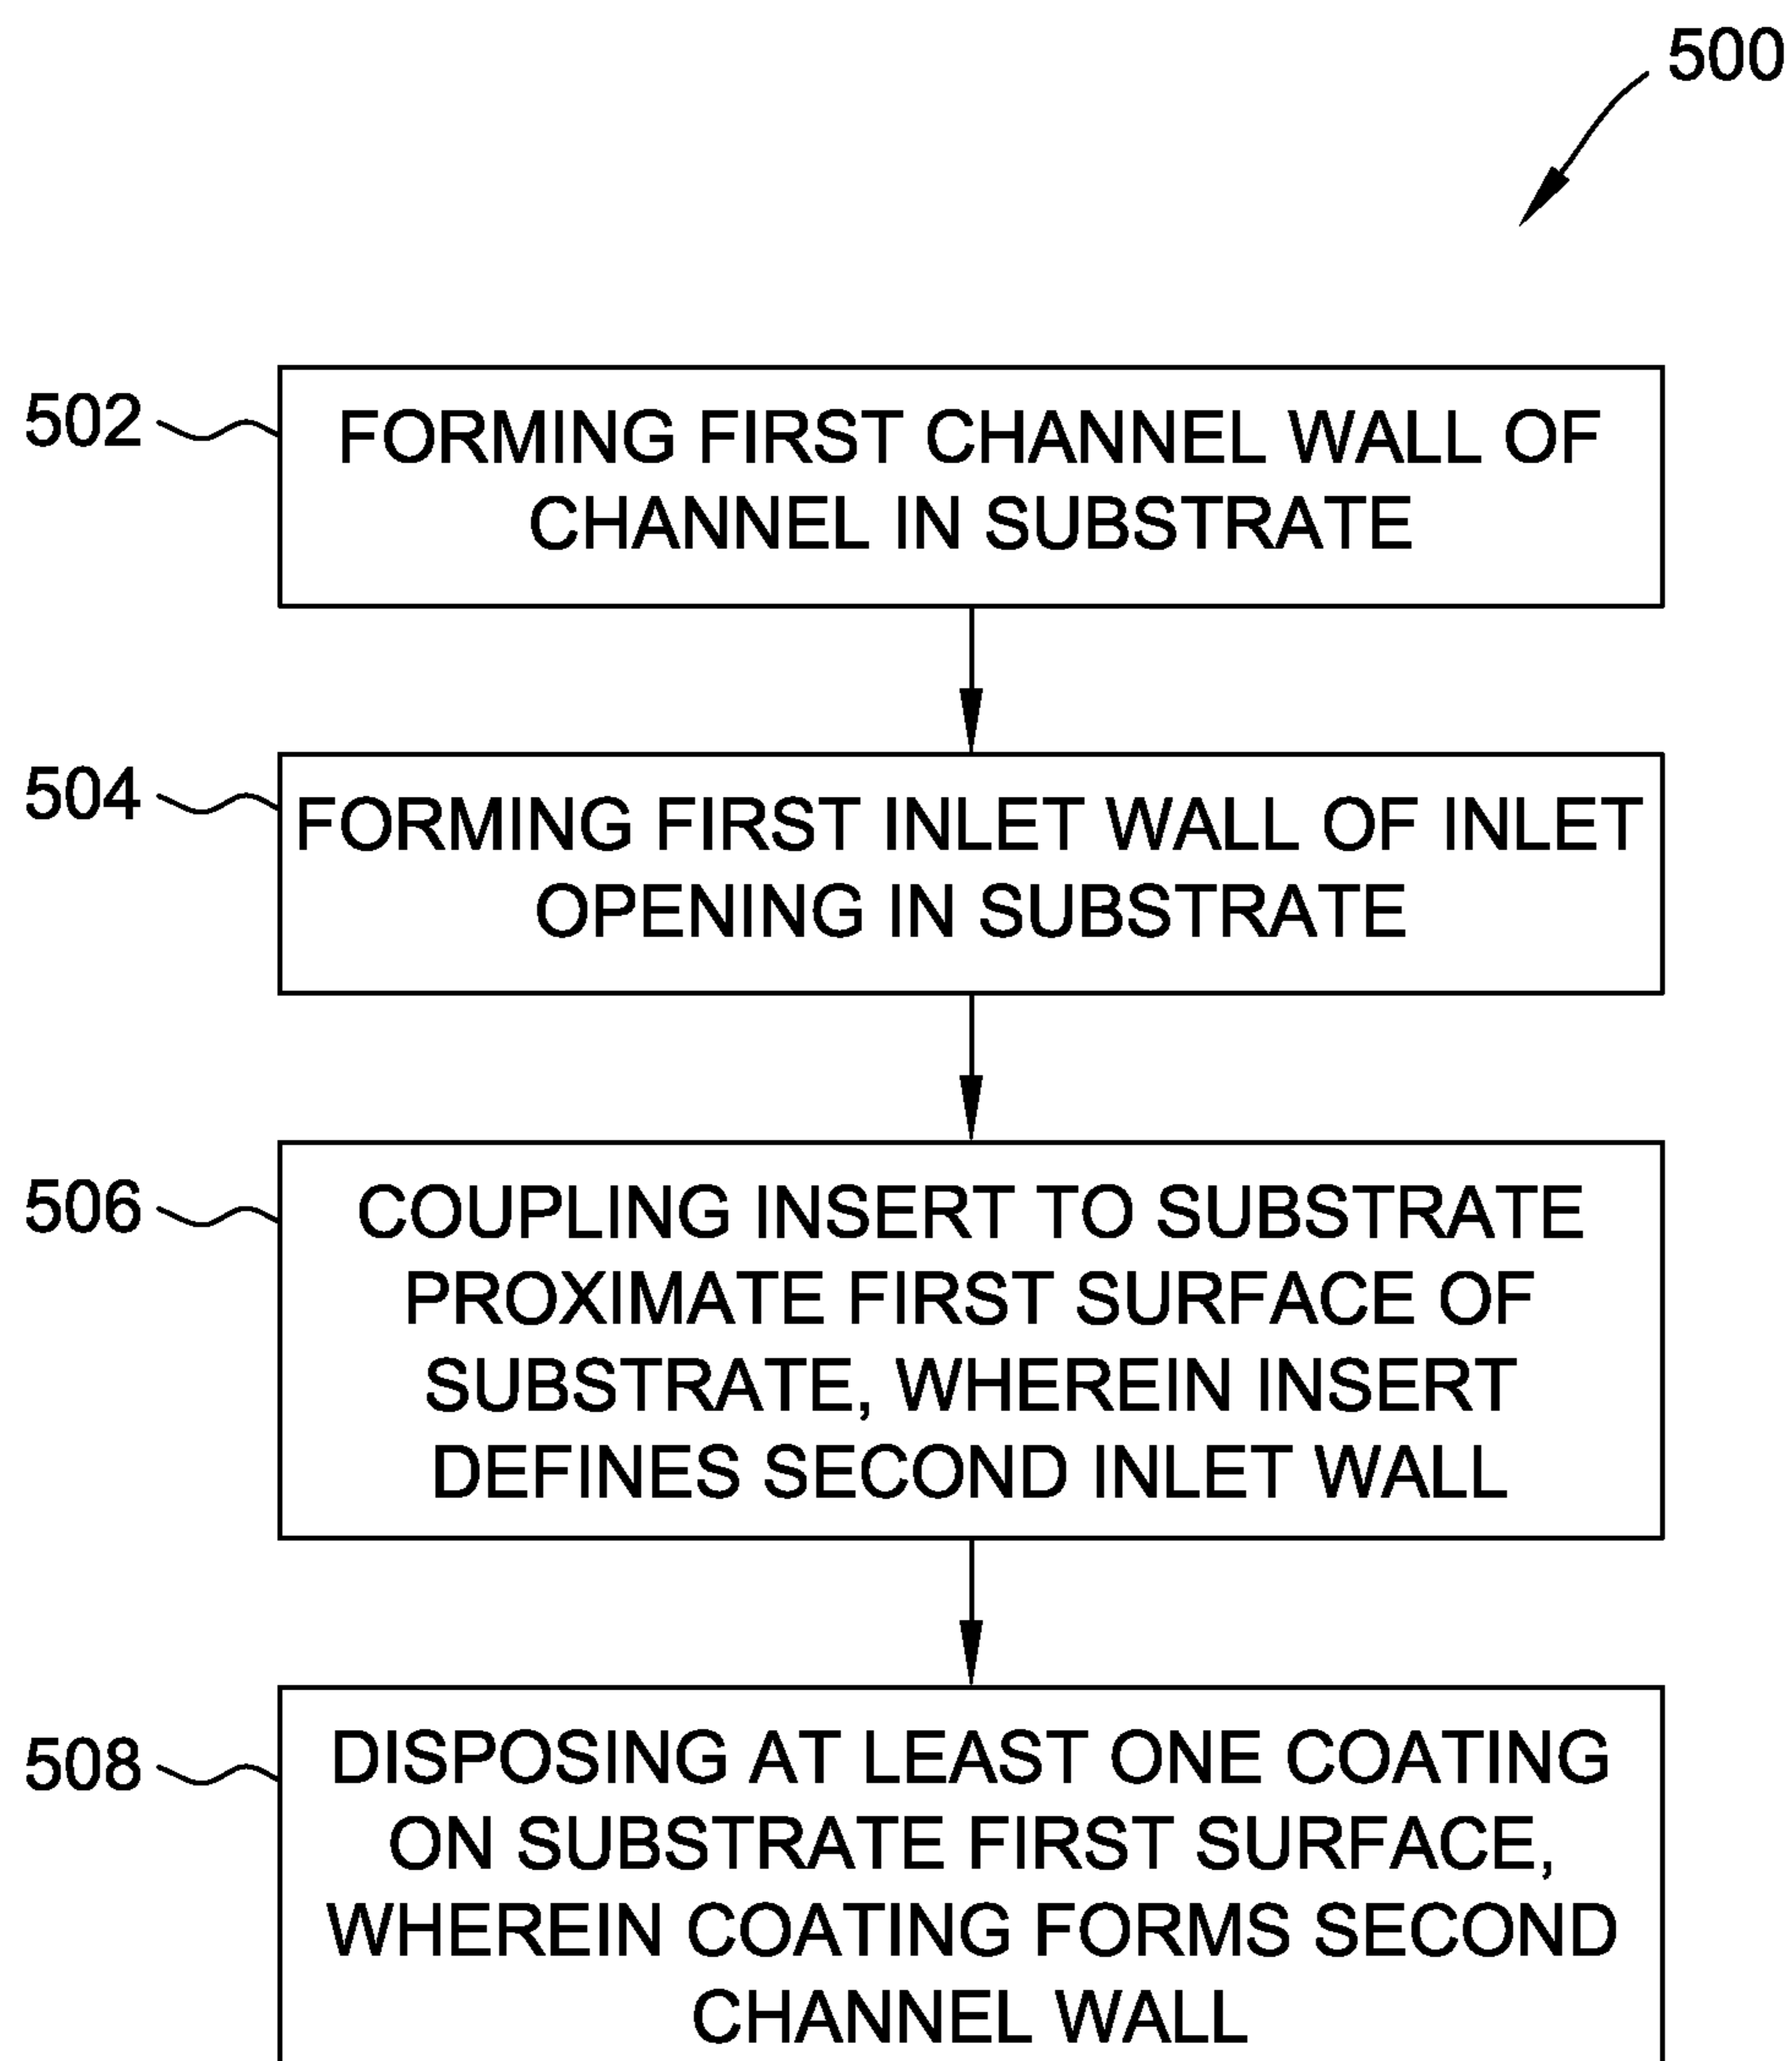 500
502
FORMING FIRST CHANNEL WALL OF
CHANNEL IN SUBSTRATE
504
FORMING FIRST INLET WALL OF INLET
OPENING IN SUBSTRATE
506
COUPLING INSERT TO SUBSTRATE
PROXIMATE FIRST SURFACE OF
SUBSTRATE, WHEREIN INSERT
DEFINES SECOND INLET WALL
508
DISPOSING AT LEAST ONE COATING
ON SUBSTRATE FIRST SURFACE,
WHEREIN COATING FORMS SECOND
CHANNEL WALL